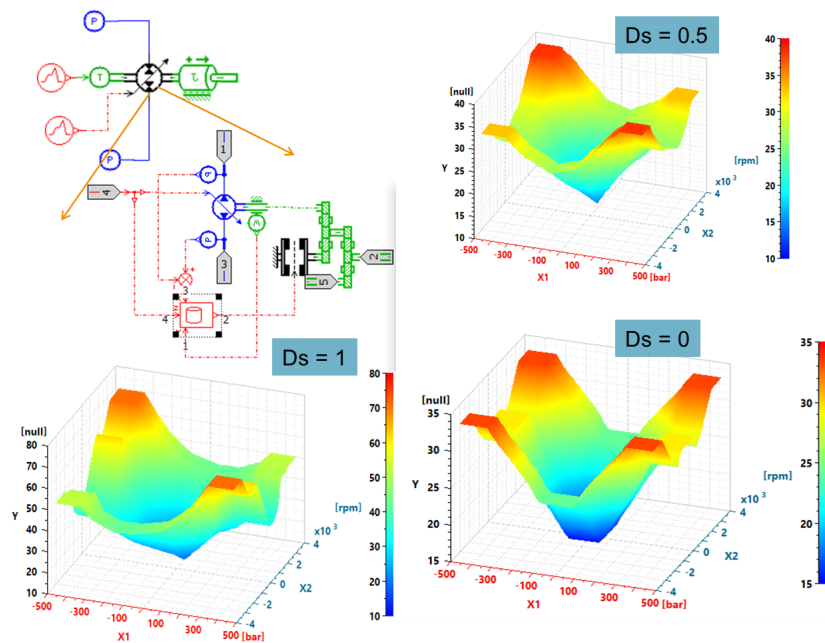 P
T
τ
P
1
P
4
M
P
3
2
5
3
4
2
1
Ds = 0.5
[null]
40
35
30
25
20
15
10
Y
-500
-300
-100
100
300
500 [bar]
X1
-4
-2
0
2
4
x10³
[rpm]
X2
40
35
30
25
20
15
10
Ds = 1
[null]
80
70
60
50
40
30
20
10
Y
-500
-300
-100
100
300
500 [bar]
X1
-4
-2
0
2
4
x10³
[rpm]
X2
80
70
60
50
40
30
20
10
Ds = 0
[null]
35
30
25
20
15
Y
-500
-300
-100
100
300
500 [bar]
X1
-4
-2
0
2
4
x10³
[rpm]
X2
35
30
25
20
15